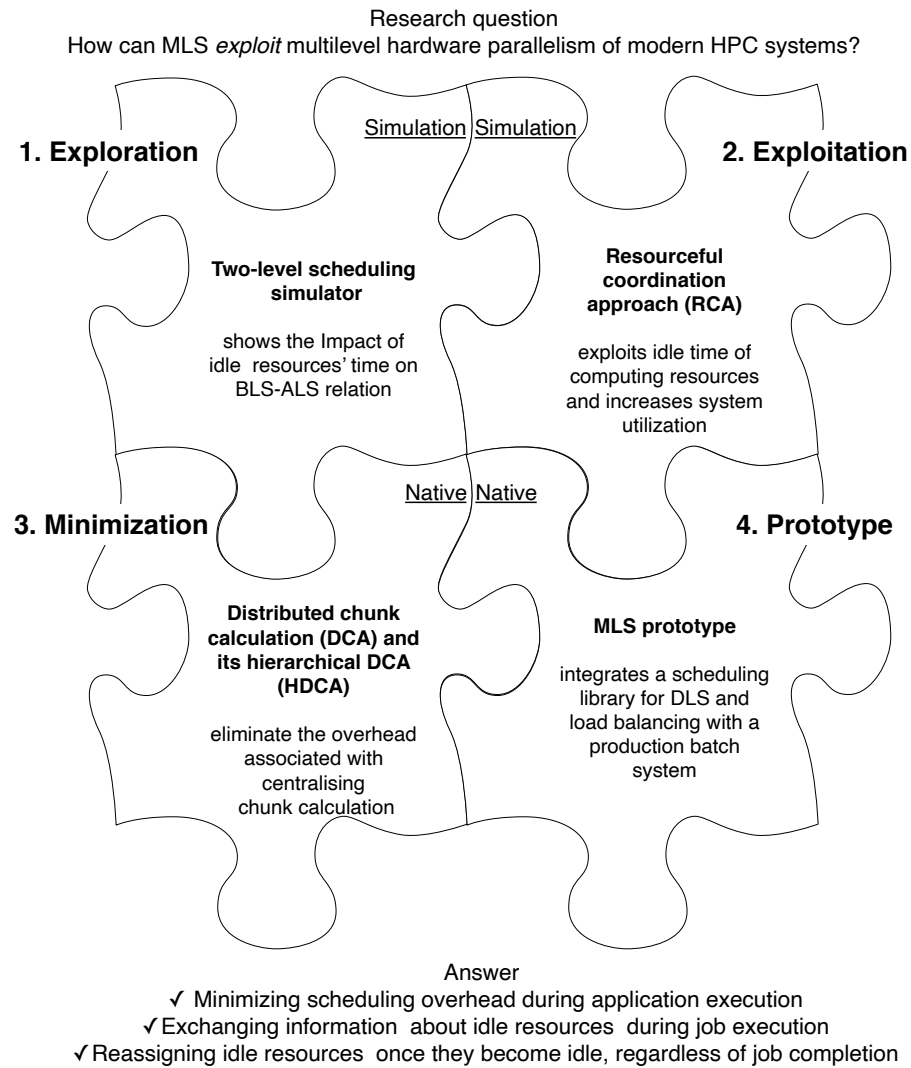 Research question
How can MLS exploit multilevel hardware parallelism of modern HPC systems?
Simulation Simulation
1. Exploration
2. Exploitation
Two-level scheduling
simulator
shows the Impact of
idle resources' time on
BLS-ALS relation
Resourceful
coordination
approach (RCA)
exploits idle time of
computing resources
and increases system
utilization
Native Native
3. Minimization
4. Prototype
Distributed chunk
calculation (DCA) and
its hierarchical DCA
(HDCA)
eliminate the overhead
associated with
centralising
chunk calculation
MLS prototype
integrates a scheduling
library for DLS and
load balancing with a
production batch
system
Answer
✓ Minimizing scheduling overhead during application execution
✓ Exchanging information about idle resources during job execution
✓ Reassigning idle resources once they become idle, regardless of job completion